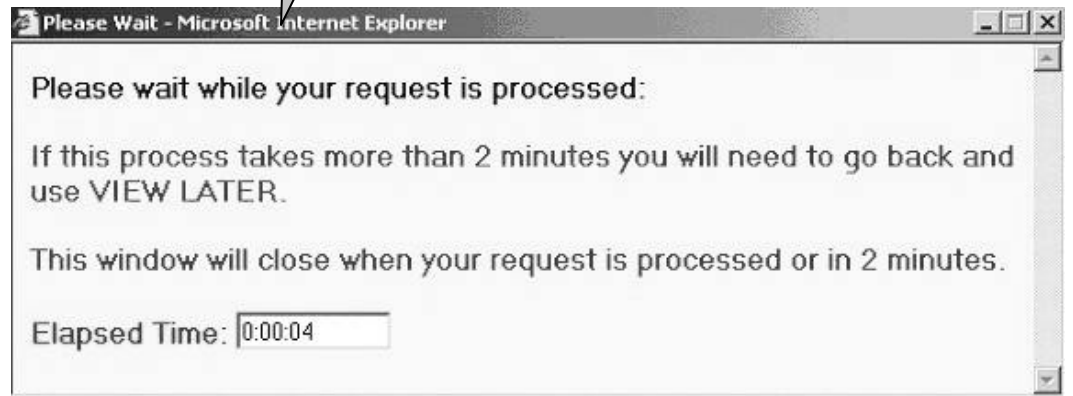 Please Wait - Microsoft Internet Explorer
Please wait while your request is processed:
If this process takes more than 2 minutes you will need to go back and
use VIEW LATER.
This window will close when your request is processed or in 2 minutes.
Elapsed Time: 0:00:04